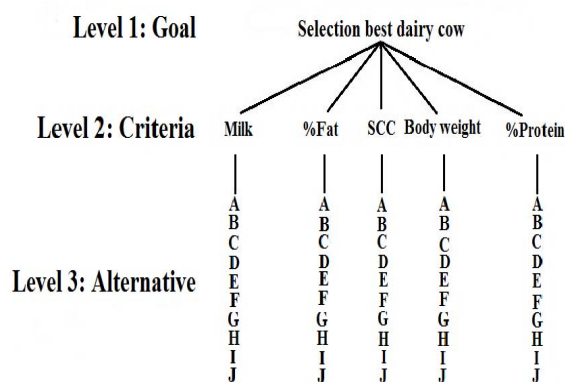 Level 1: Goal Selection best dairy cow
Level 2: Criteria Milk %Fat SCC Body weight %Protein
A A A A A
B B B B B
C C C C C
D D D D D
Level 3: Alternative E E E E E
F F F F F
G G G G G
H H H H H
I I I I I
J J J J J